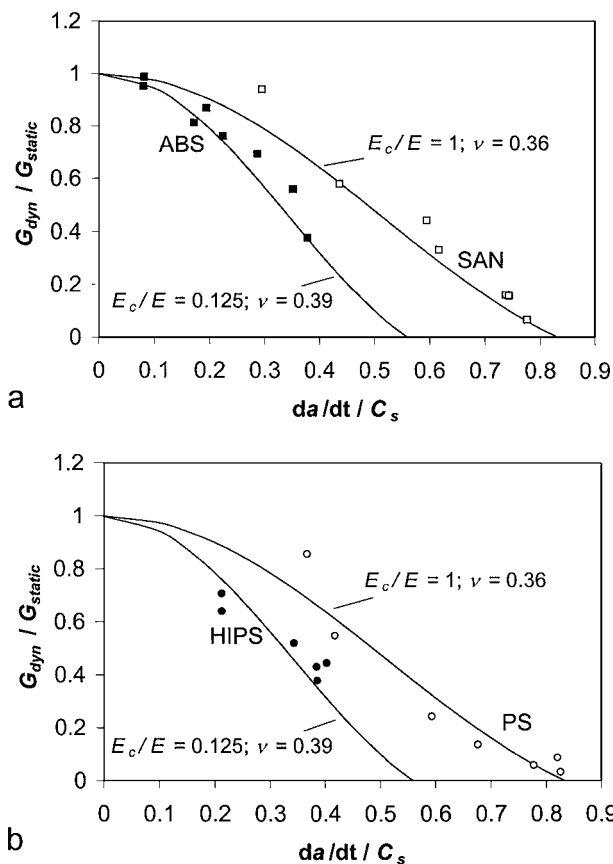 1.2
1
0.8
0.6
0.4
0.2
0
G_dyn / G_static
ABS
E_c/E = 1; ν = 0.36
SAN
E_c/E = 0.125; ν = 0.39
0 0.1 0.2 0.3 0.4 0.5 0.6 0.7 0.8 0.9
da/dt / C_s
a
1.2
1
0.8
0.6
0.4
0.2
0
G_dyn / G_static
E_c/E = 1; ν = 0.36
HIPS
PS
E_c/E = 0.125; ν = 0.39
0 0.1 0.2 0.3 0.4 0.5 0.6 0.7 0.8 0.9
da/dt / C_s
b